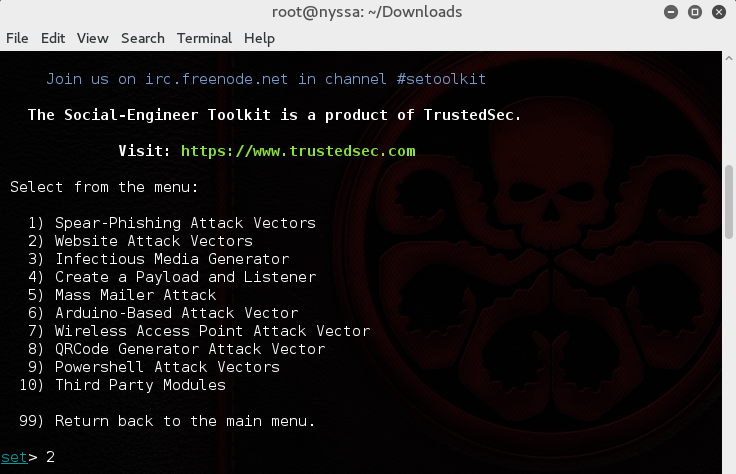 root@nyssa: ~/Downloads
File Edit View Search Terminal Help
Join us on irc.freenode.net in channel #setoolkit
The Social-Engineer Toolkit is a product of TrustedSec.
Visit: https://www.trustedsec.com
Select from the menu:
1) Spear-Phishing Attack Vectors
2) Website Attack Vectors
3) Infectious Media Generator
4) Create a Payload and Listener
5) Mass Mailer Attack
6) Arduino-Based Attack Vector
7) Wireless Access Point Attack Vector
8) QRCode Generator Attack Vector
9) Powershell Attack Vectors
10) Third Party Modules
99) Return back to the main menu.
set> 2